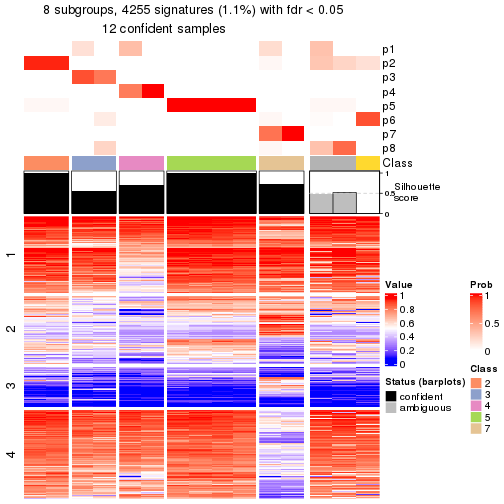 8 subgroups, 4255 signatures (1.1%) with fdr < 0.05
12 confident samples
p1
p2
p3
p4
p5
p6
p7
p8
Class
1
0.5
0
Silhouette
score
1
2
3
4
Value
1
0.8
0.6
0.4
0.2
0
Prob
1
0.5
0
Status (barplots)
confident
ambiguous
Class
2
3
4
5
7